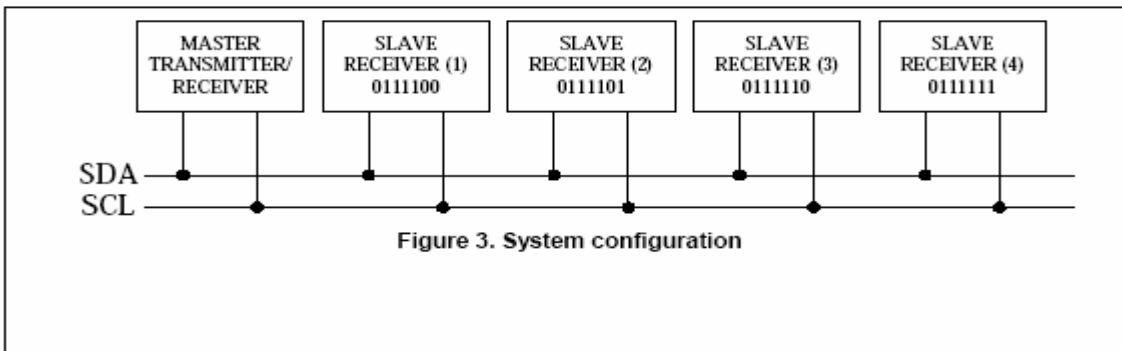 MASTER
TRANSMITTER/
RECEIVER
SLAVE
RECEIVER (1)
0111100
SLAVE
RECEIVER (2)
0111101
SLAVE
RECEIVER (3)
0111110
SLAVE
RECEIVER (4)
0111111
SDA
SCL
Figure 3. System configuration